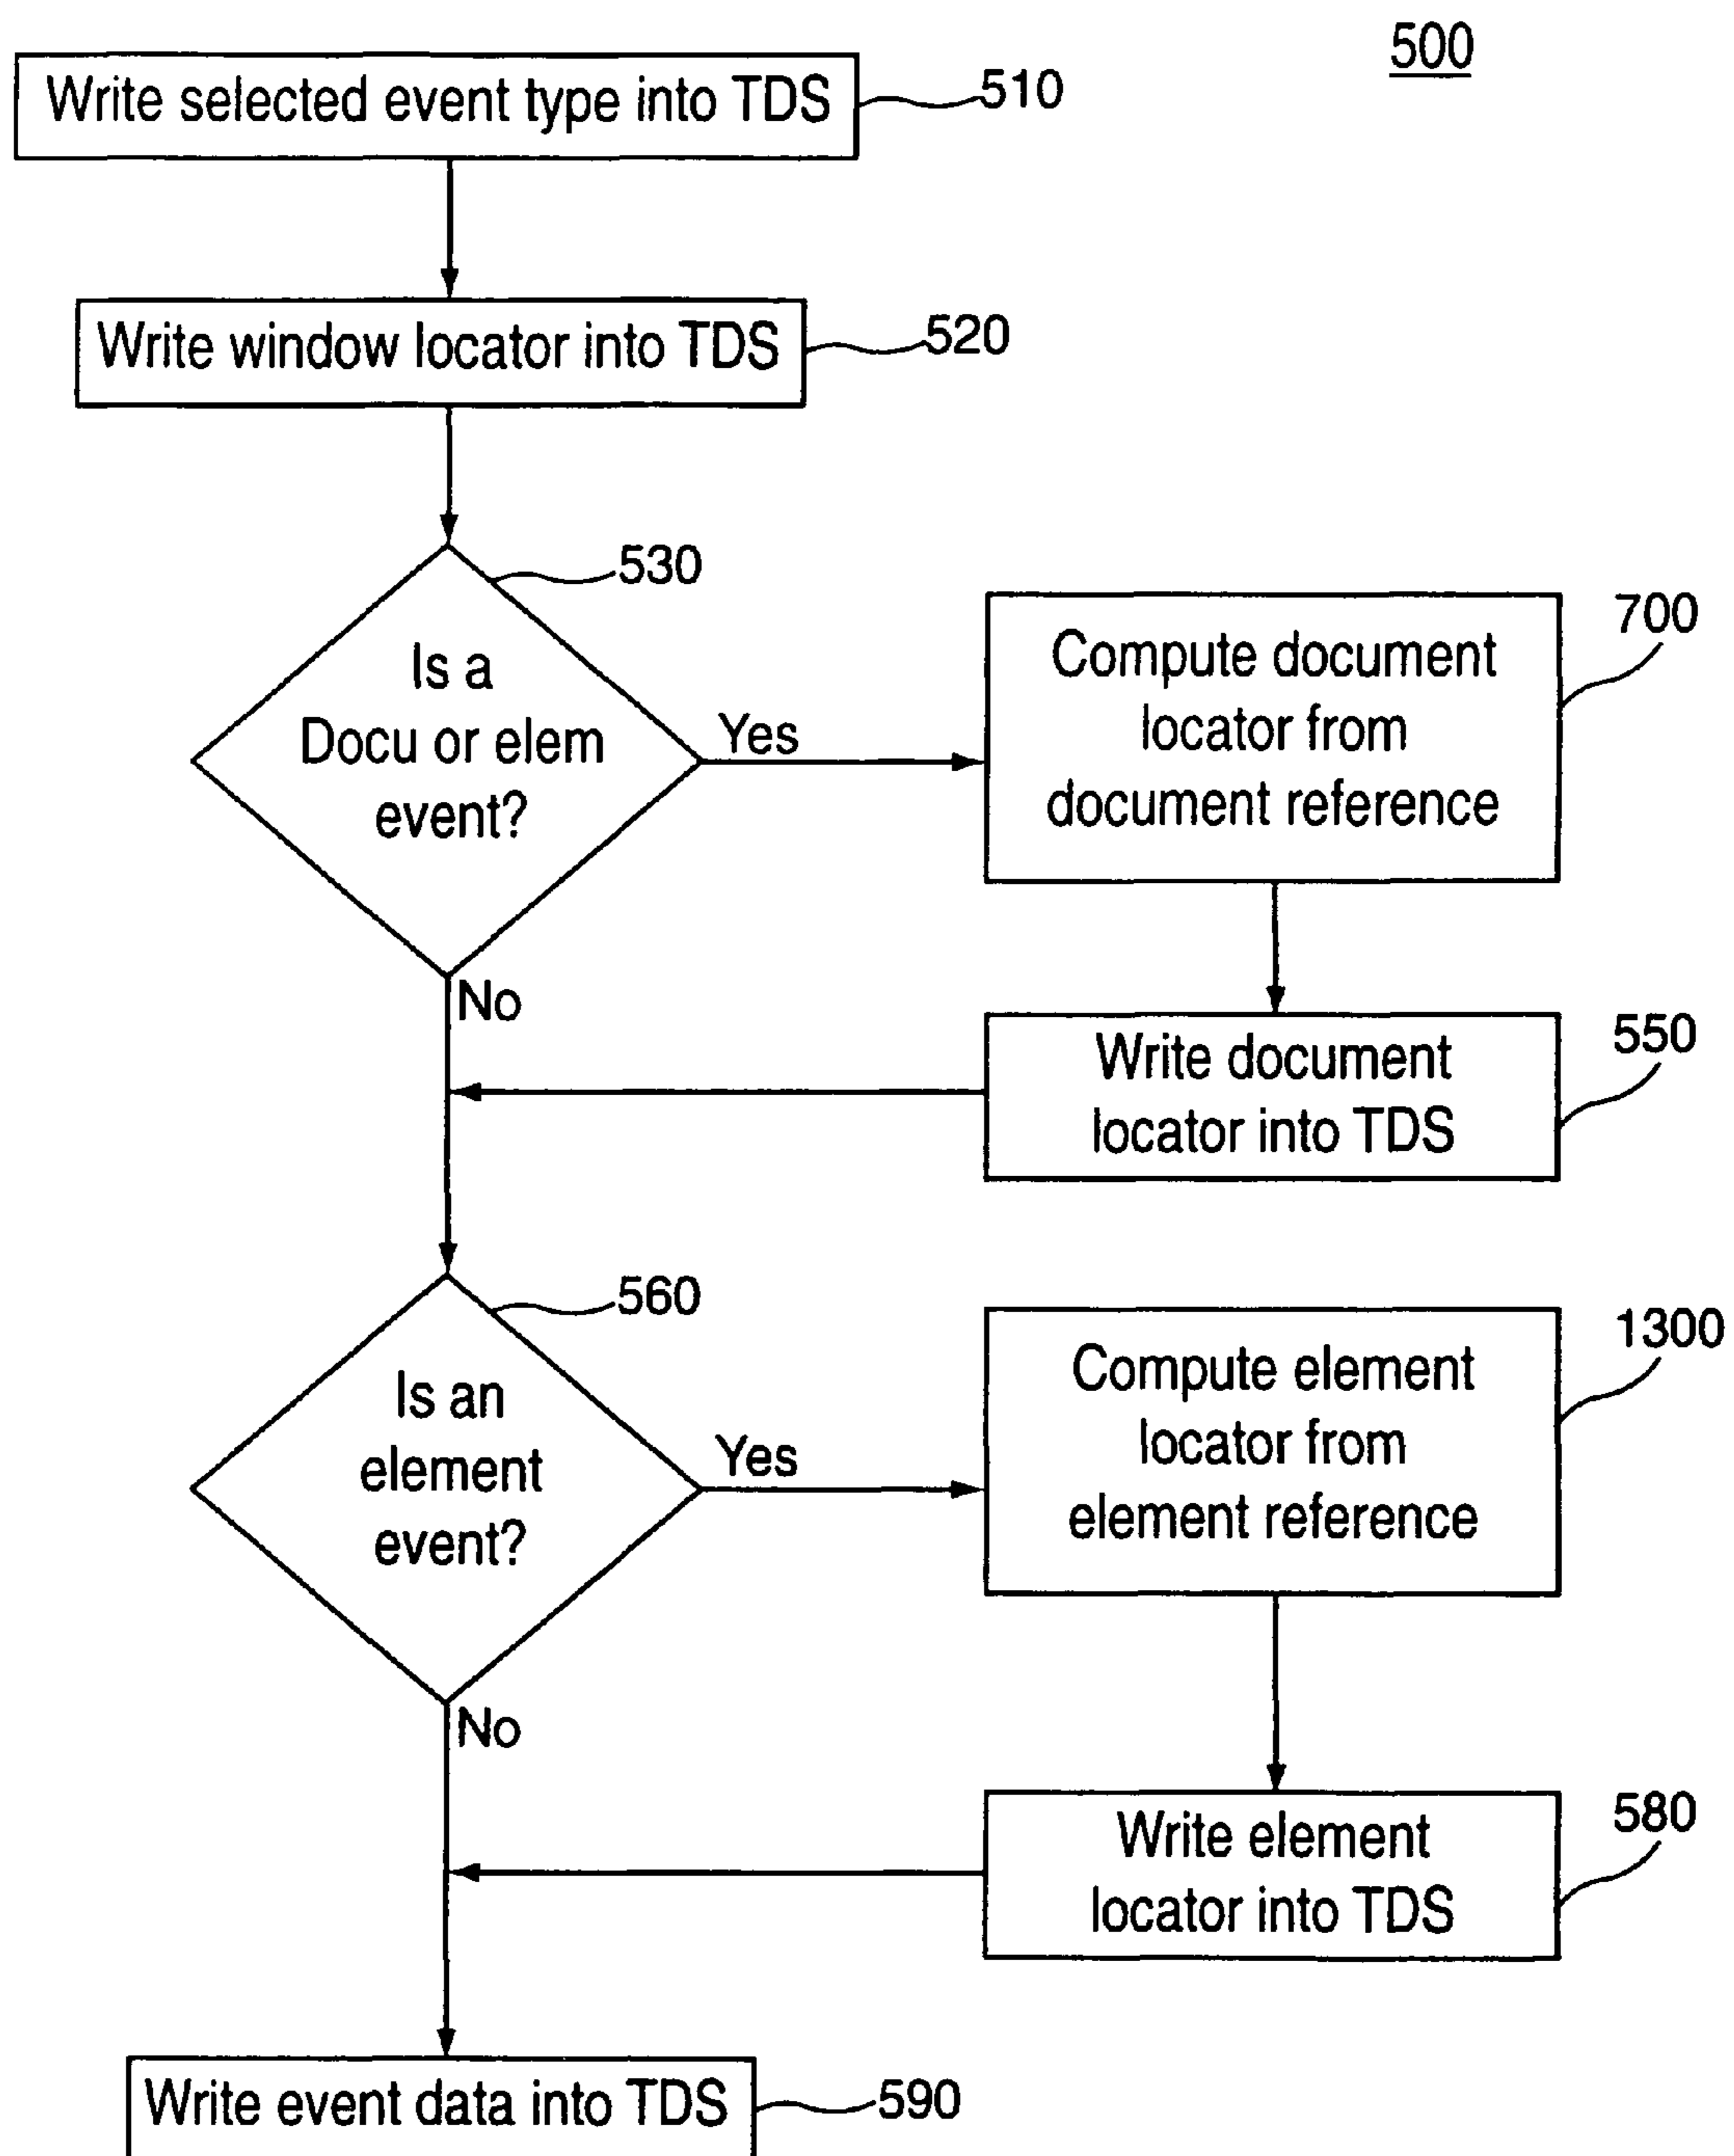 500
Write selected event type into TDS
510
Write window locator into TDS
520
530
Is a
Docu or elem
event?
Yes
No
700
Compute document
locator from
document reference
550
Write document
locator into TDS
560
Is an
element
event?
Yes
No
1300
Compute element
locator from
element reference
580
Write element
locator into TDS
Write event data into TDS
590